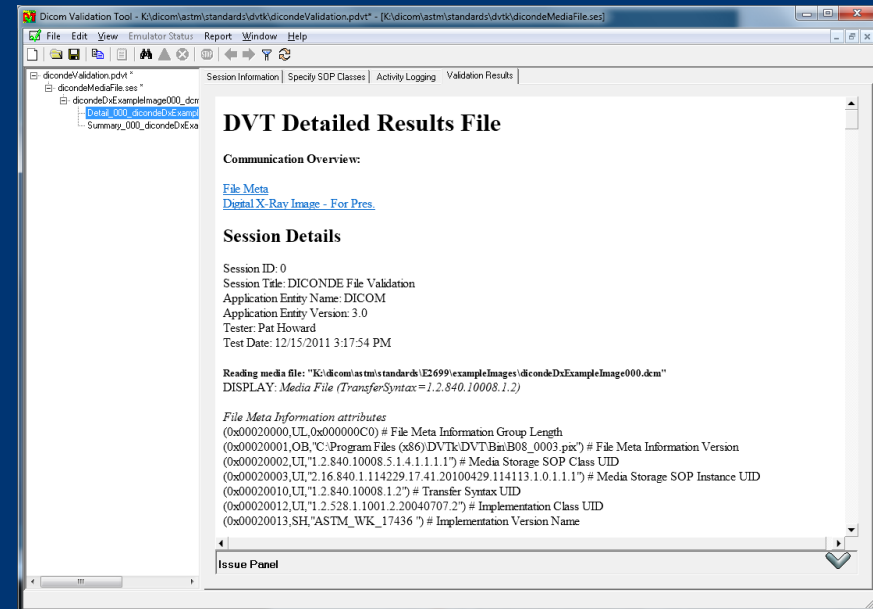 Dicom Validation Tool - K:\dicom\astm\standards\dvtk\dicondeValidation.pdvt* - [K:\dicom\astm\standards\dvtk\dicondeMediaFile.ses]
File Edit View Emulator Status Report Window Help
dicondeValidation.pdvt *
dicondeMediaFile.ses *
dicondeDxExampleImage000_dcm
Detail_000_dicondeDxExampl
Summary_000_dicondeDxExa
Session Information Specify SOP Classes Activity Logging Validation Results
DVT Detailed Results File
Communication Overview:
File Meta
Digital X-Ray Image - For Pres.
Session Details
Session ID: 0
Session Title: DICONDE File Validation
Application Entity Name: DICOM
Application Entity Version: 3.0
Tester: Pat Howard
Test Date: 12/15/2011 3:17:54 PM
Reading media file: "K:\dicom\astm\standards\E2699\exampleImages\dicondeDxExampleImage000.dcm"
DISPLAY: Media File (TransferSyntax=1.2.840.10008.1.2)
File Meta Information attributes
(0x00020000,UL,0x000000C0) # File Meta Information Group Length
(0x00020001,OB,"C:\Program Files (x86)\DVTk\DVT\Bin\B08_0003.pix") # File Meta Information Version
(0x00020002,UI,"1.2.840.10008.5.1.4.1.1.1.1") # Media Storage SOP Class UID
(0x00020003,UI,"2.16.840.1.114229.17.41.20100429.114113.1.0.1.1.1") # Media Storage SOP Instance UID
(0x00020010,UI,"1.2.840.10008.1.2") # Transfer Syntax UID
(0x00020012,UI,"1.2.528.1.1001.2.20040707.2") # Implementation Class UID
(0x00020013,SH,"ASTM_WK_17436 ") # Implementation Version Name
Issue Panel